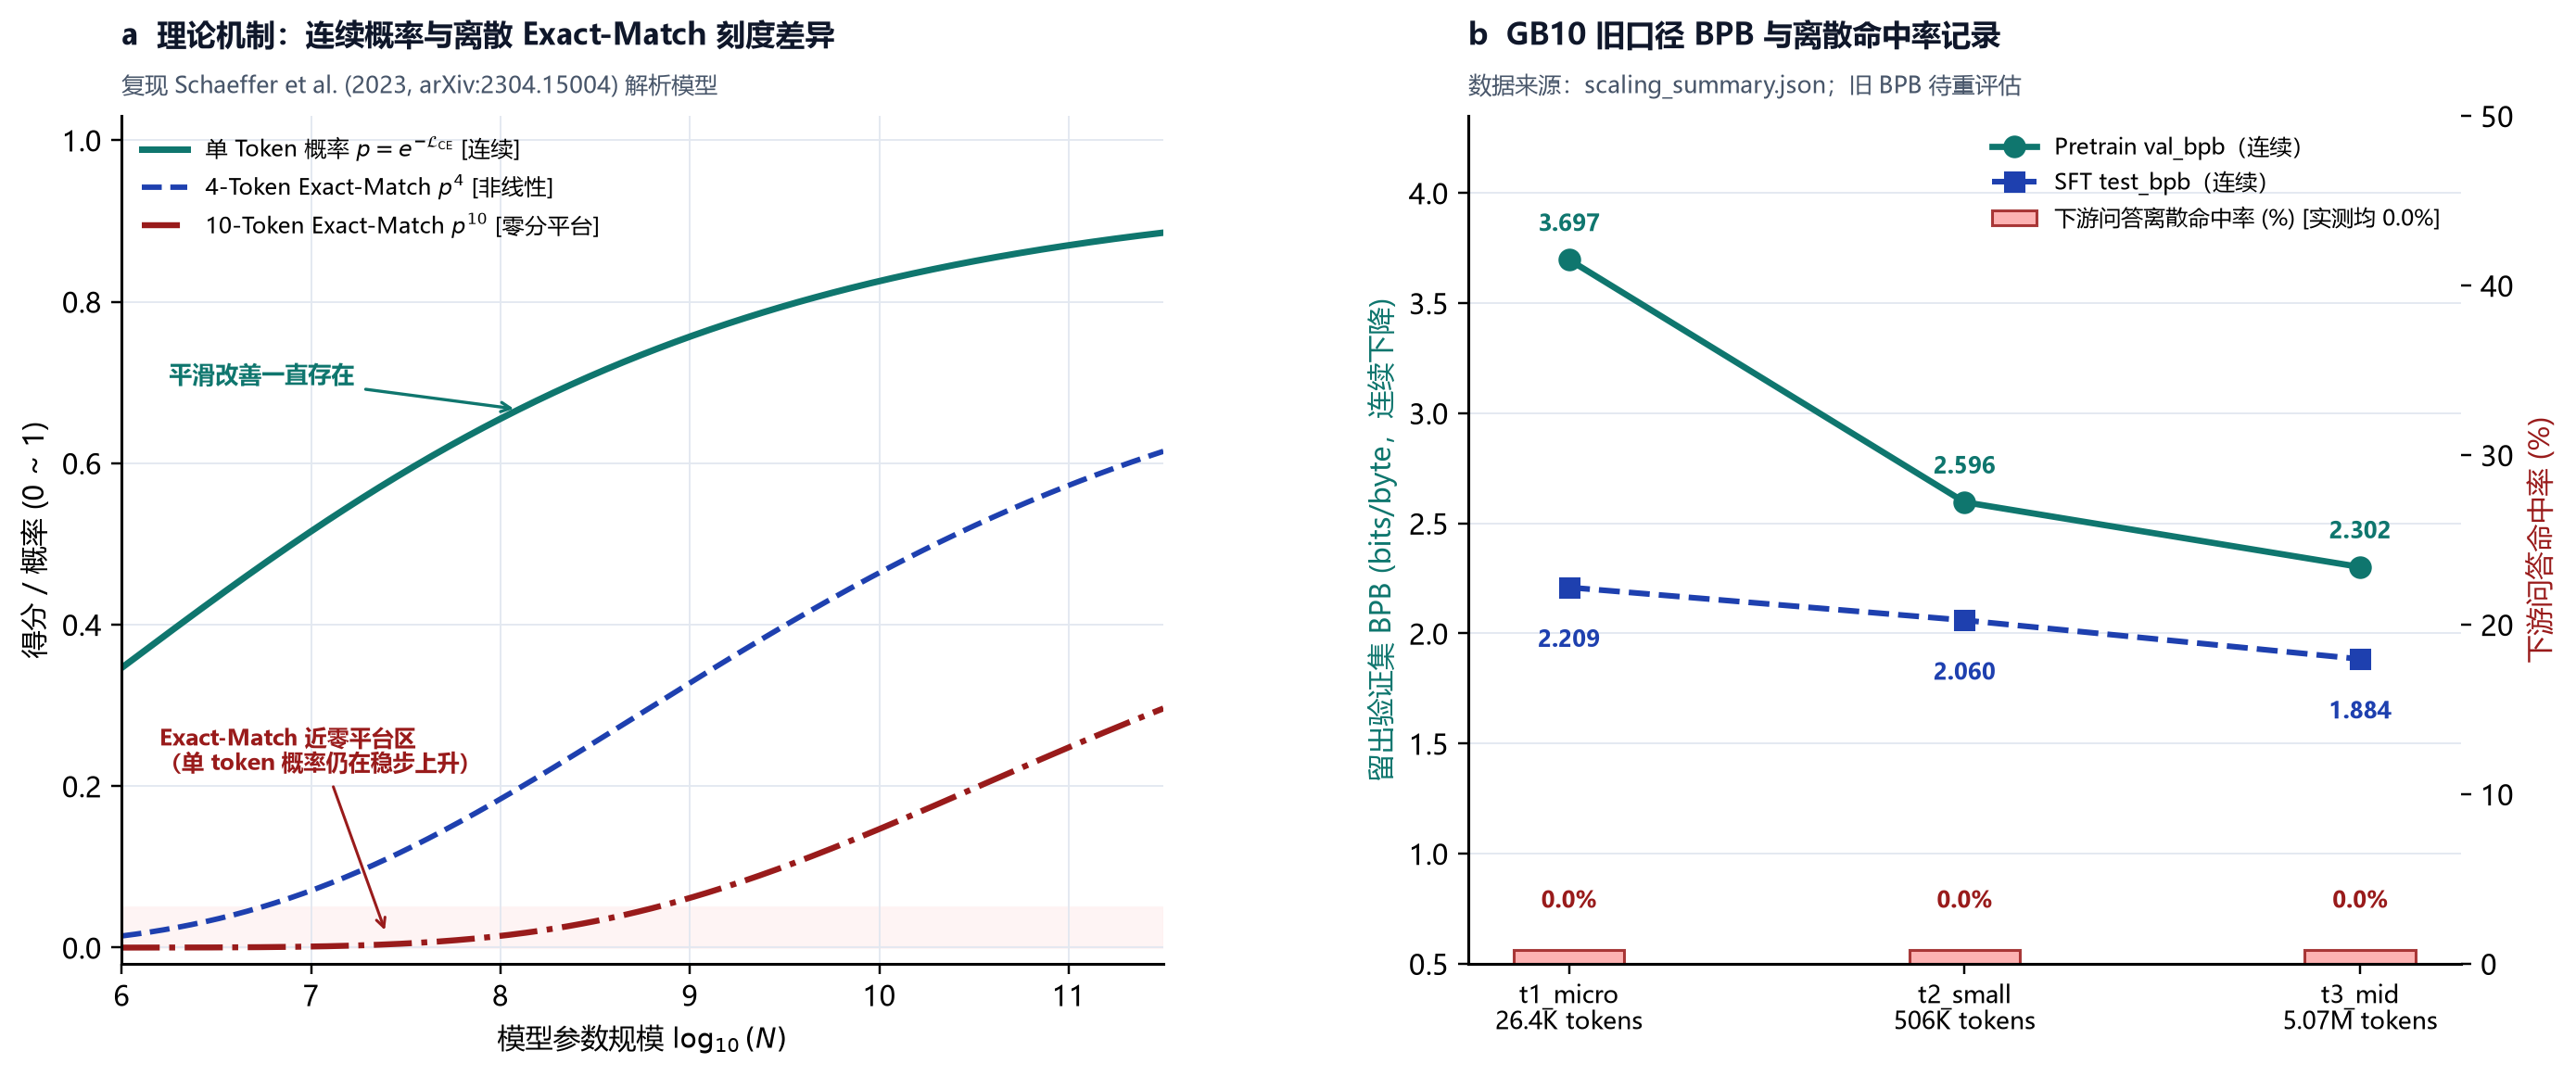 a 理论机制：连续概率与离散 Exact-Match 刻度差异
复现 Schaeffer et al. (2023, arXiv:2304.15004) 解析模型
单 Token 概率 p = e^{-ℒ_CE} [连续]
4-Token Exact-Match p^4 [非线性]
10-Token Exact-Match p^10 [零分平台]
平滑改善一直存在
Exact-Match 近零平台区
（单 token 概率仍在稳步上升）
得分 / 概率 (0 ~ 1)
1.0
0.8
0.6
0.4
0.2
0.0
6 7 8 9 10 11
模型参数规模 log₁₀ (N)
b GB10 旧口径 BPB 与离散命中率记录
数据来源：scaling_summary.json；旧 BPB 待重评估
Pretrain val_bpb（连续）
SFT test_bpb（连续）
下游问答离散命中率 (%) [实测均 0.0%]
留出验证集 BPB (bits/byte，连续下降)
4.0
3.5
3.0
2.5
2.0
1.5
1.0
0.5
3.697
2.596
2.302
2.209
2.060
1.884
0.0%
0.0%
0.0%
50
40
30
20
10
0
下游问答命中率 (%)
t1_micro
26.4K tokens
t2_small
506K tokens
t3_mid
5.07M tokens